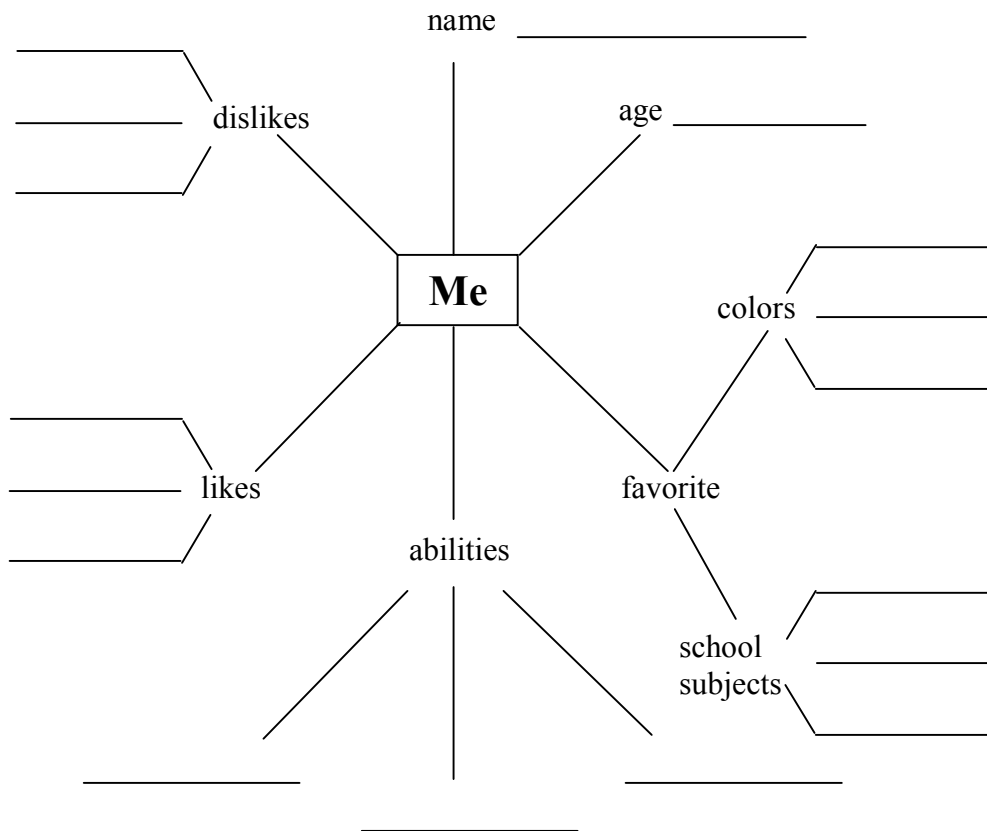 name
age
dislikes
Me
colors
likes
favorite
abilities
school
subjects